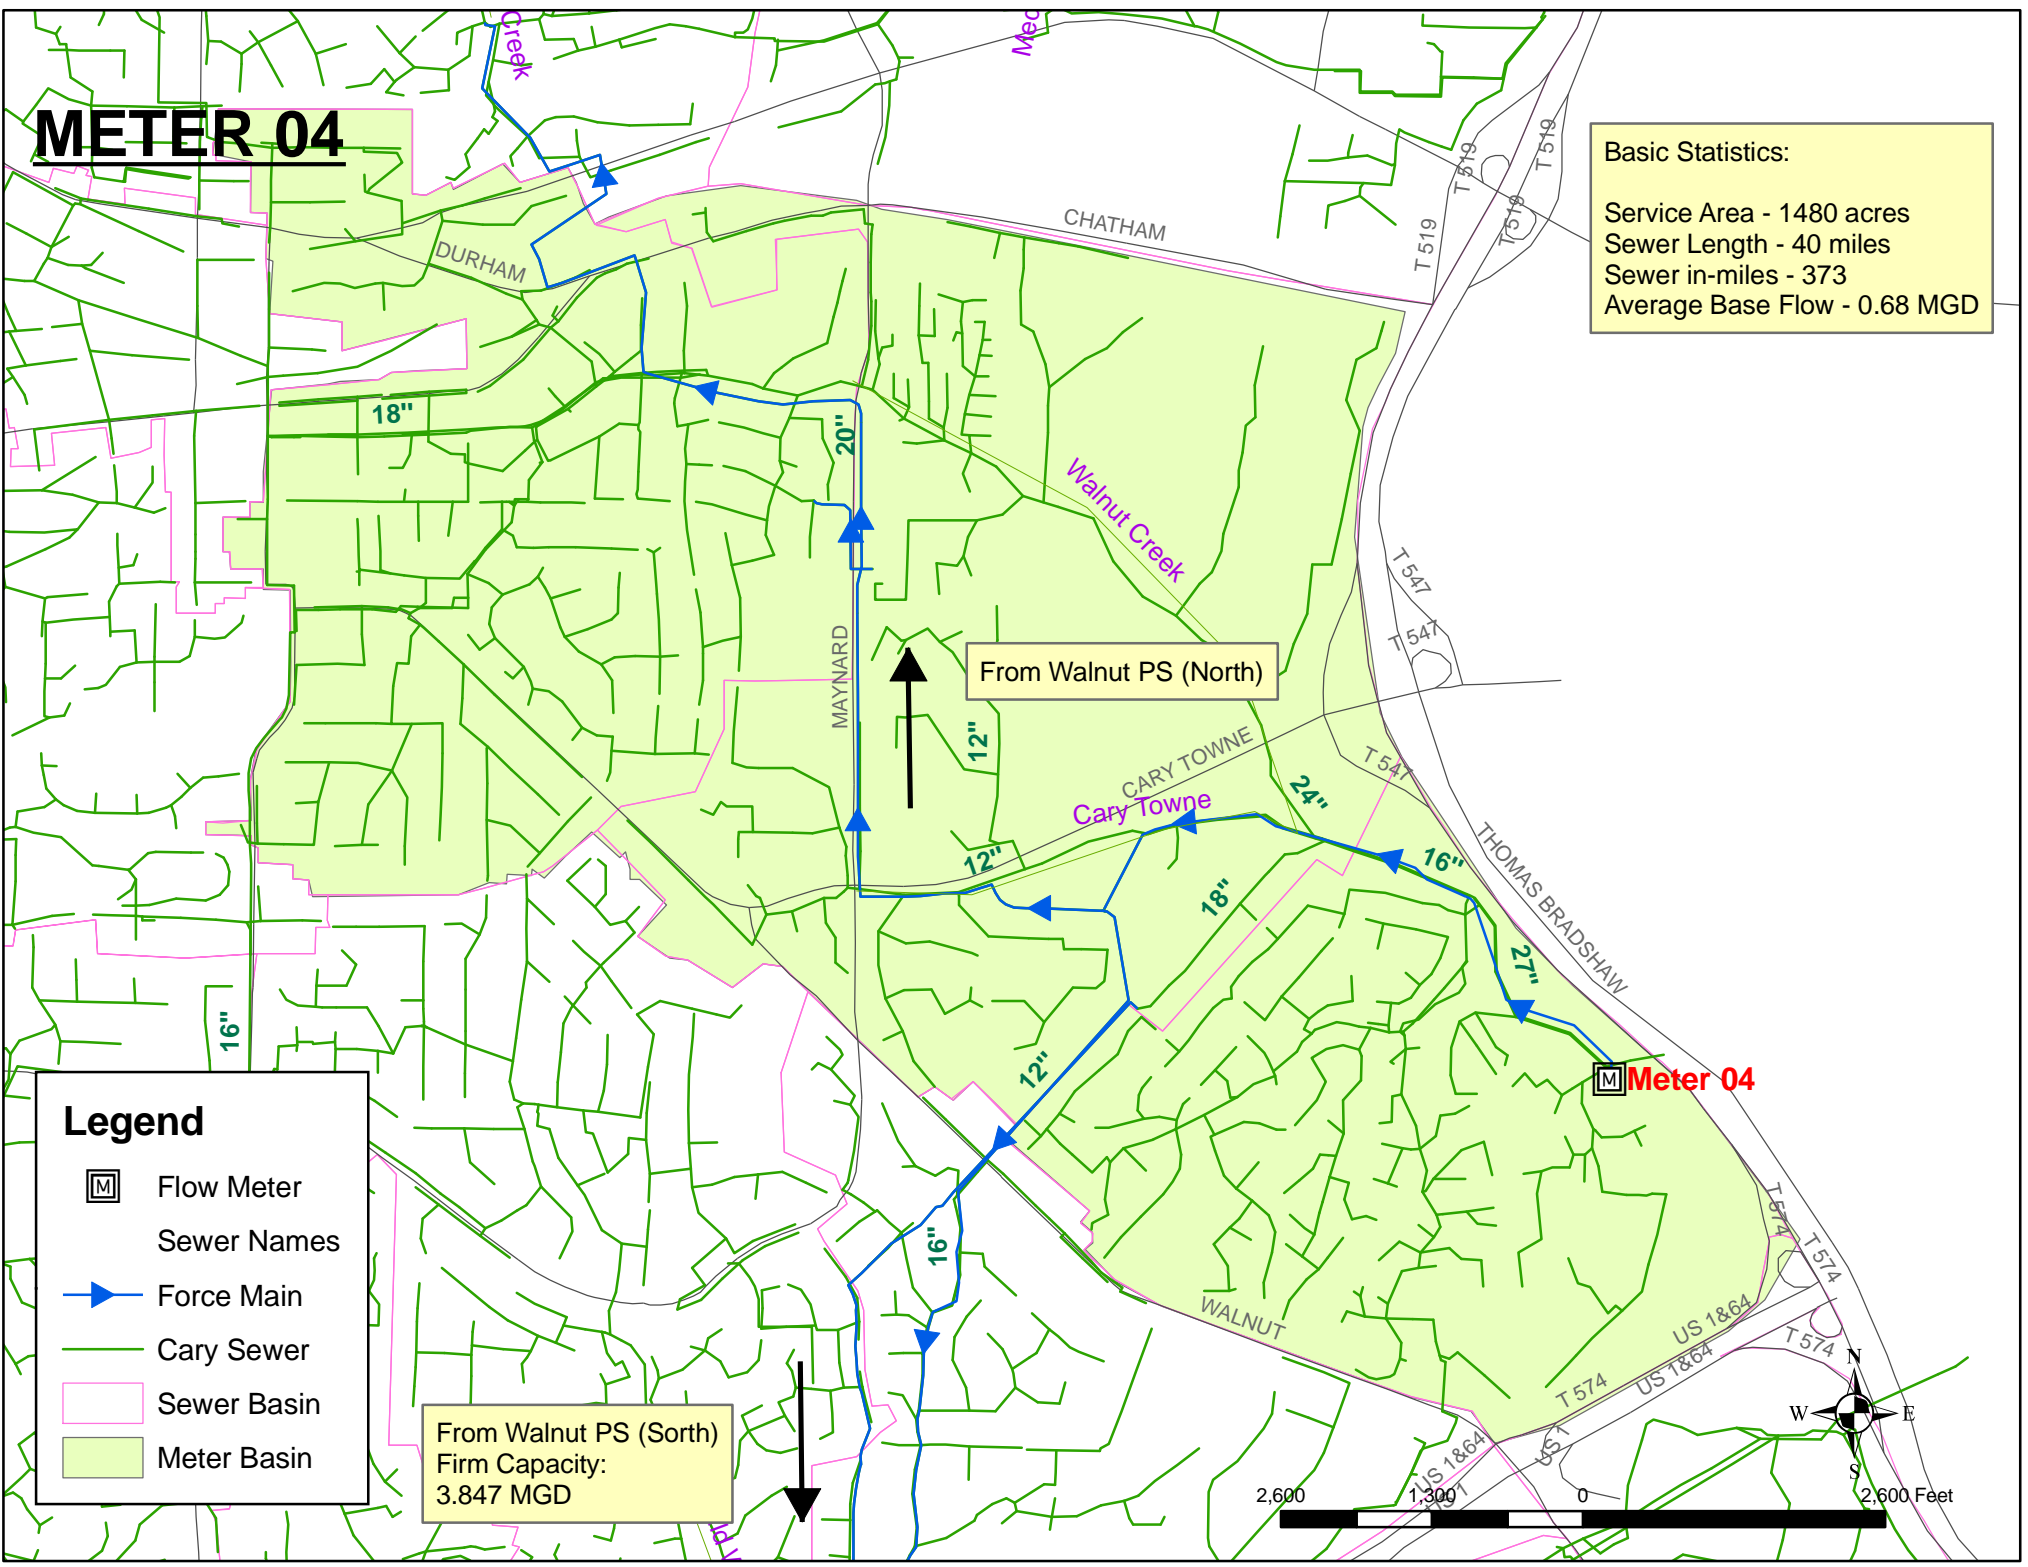 Creek
METER 04
T 519
T 519
T 519
T 519
Basic Statistics:
Service Area - 1480 acres
Sewer Length - 40 miles
Sewer in-miles - 373
Average Base Flow - 0.68 MGD
CHATHAM
DURHAM
18"
20"
Walnut Creek
T 547
T 547
MAYNARD
From Walnut PS (North)
12"
CARY TOWNE
T 547
24"
Cary Towne
12"
16"
THOMAS BRADSHAW
18"
27"
16"
12"
Meter 04
16"
T 574
T 574
WALNUT
US 1&64
T 574
US 1&64
T 574
US 1
US 1&64
US 1
Legend
M Flow Meter
Sewer Names
Force Main
Cary Sewer
Sewer Basin
Meter Basin
From Walnut PS (Sorth)
Firm Capacity:
3.847 MGD
N
W E
S
2,600 1,300 0 2,600 Feet